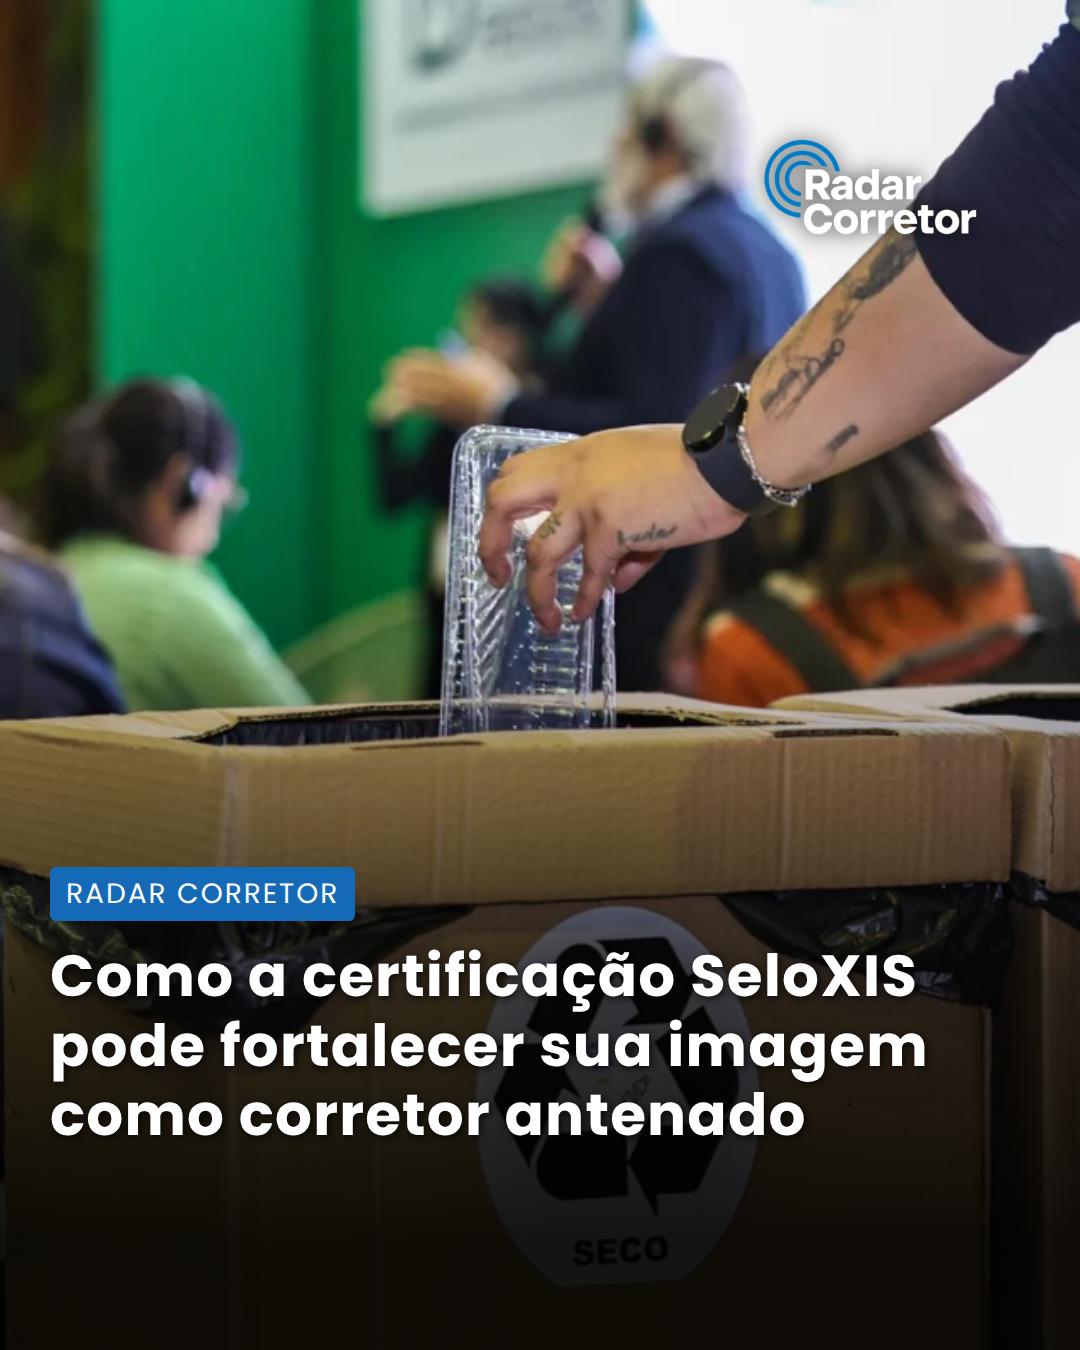 Radar
Corretor
RADAR CORRETOR
Como a certificação SeloXIS
pode fortalecer sua imagem
como corretor antenado
SECO